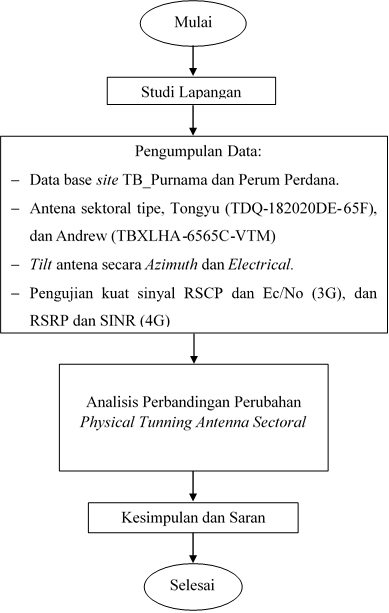 Mulai
Studi Lapangan
Pengumpulan Data:
− Data base site TB_Purnama dan Perum Perdana.
− Antena sektoral tipe, Tongyu (TDQ-182020DE-65F),
dan Andrew (TBXLHA-6565C-VTM)
− Tilt antena secara Azimuth dan Electrical.
− Pengujian kuat sinyal RSCP dan Ec/No (3G), dan
RSRP dan SINR (4G)
Analisis Perbandingan Perubahan
Physical Tunning Antenna Sectoral
Kesimpulan dan Saran
Selesai